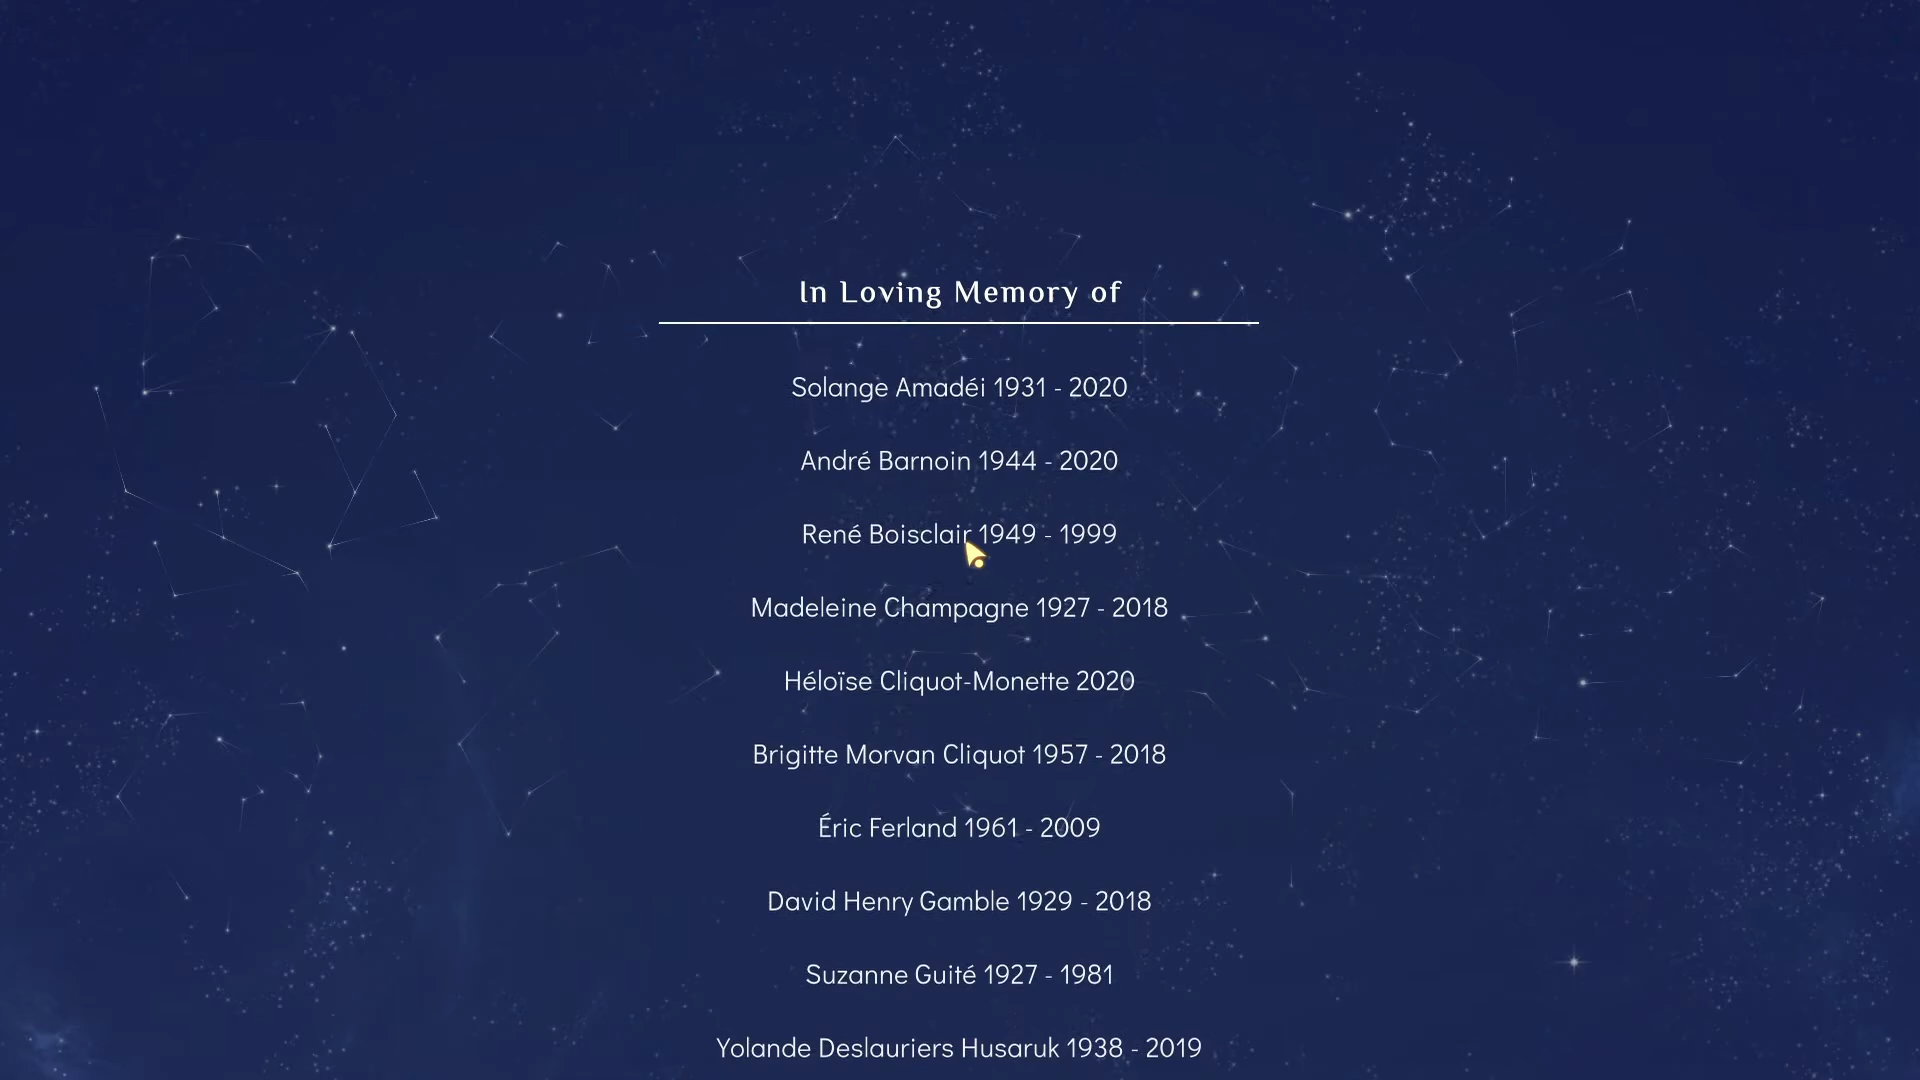 In Loving Memory of
Solange Amadéi 1931 - 2020
André Barnoin 1944 - 2020
René Boisclair 1949 - 1999
Madeleine Champagne 1927 - 2018
Héloïse Cliquot-Monette 2020
Brigitte Morvan Cliquot 1957 - 2018
Éric Ferland 1961 - 2009
David Henry Gamble 1929 - 2018
Suzanne Guité 1927 - 1981
Yolande Deslauriers Husaruk 1938 - 2019